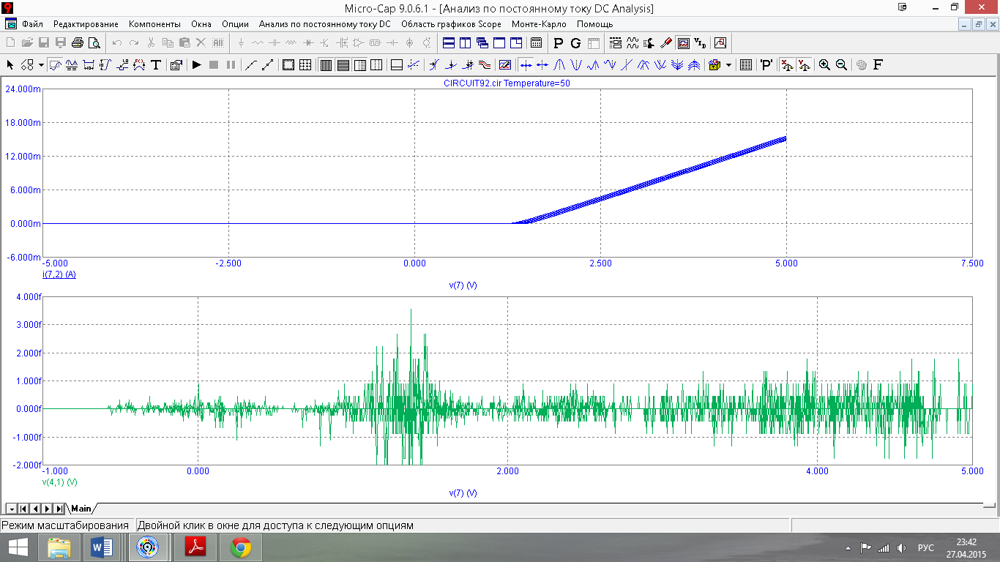 Micro-Cap 9.0.6.1 - [Анализ по постоянному току DC Analysis]
Файл Редактирование Компоненты Окна Опции Анализ по постоянному току DC Область графиков Scope Монте-Карло Помощь
CIRCUIT92.cir Temperature=50
24.000m
18.000m
12.000m
6.000m
0.000m
-6.000m
-5.000 -2.500 0.000 2.500 5.000 7.500
i(7,2) (A)
v(7) (V)
4.000f
3.000f
2.000f
1.000f
0.000f
-1.000f
-2.000f
-1.000 0.000 2.000 4.000 5.000
v(4,1) (V)
v(7) (V)
Main
Режим масштабирования Двойной клик в окне для доступа к следующим опциям
23:42
РУС
27.04.2015